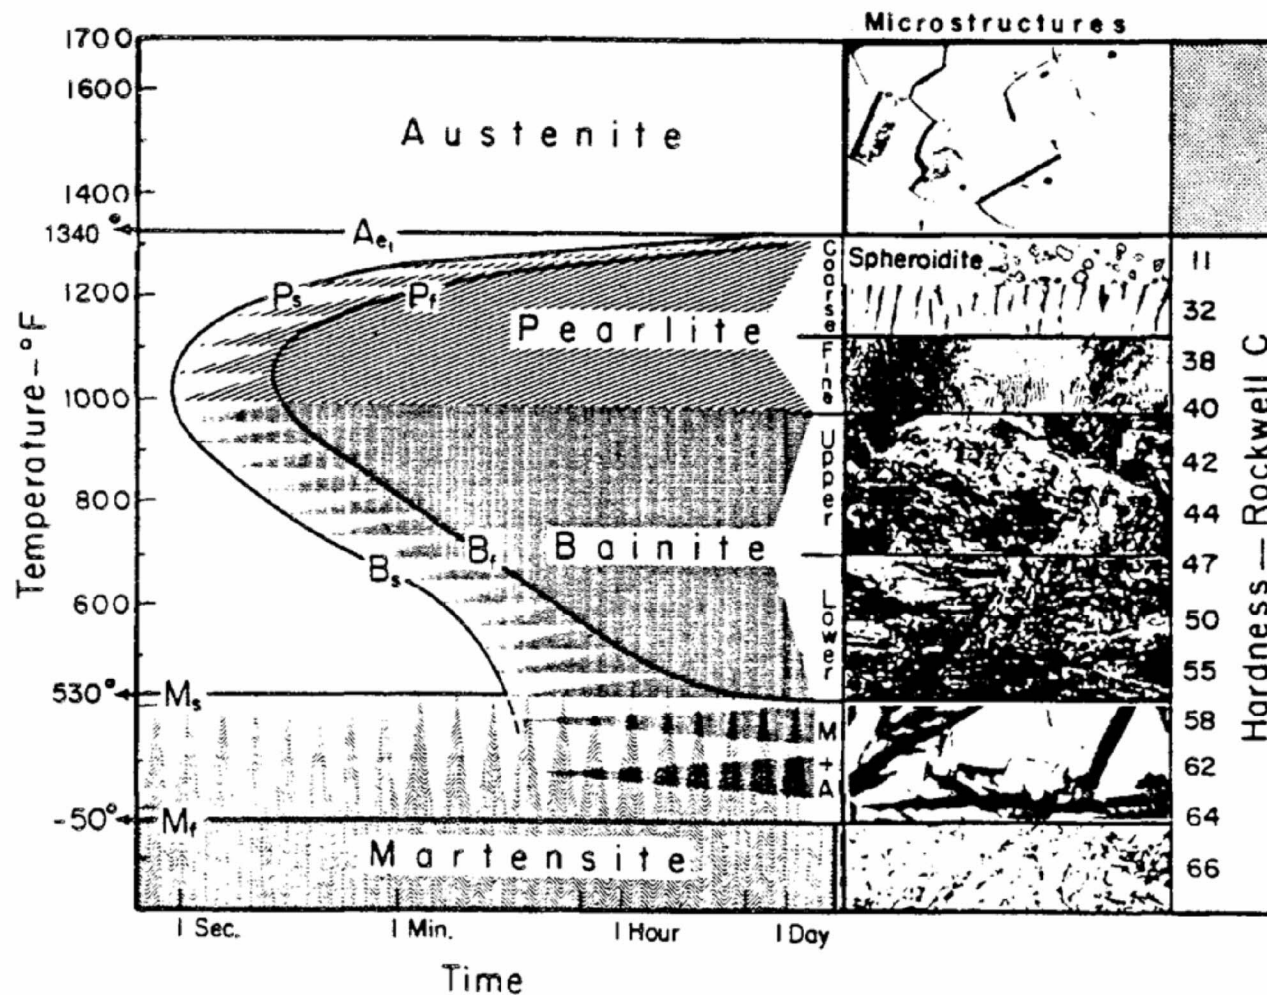 Microstructures
1700
1600
1500
1400
1340°
1200
1000
800
600
530°
-50°
Temperature-°F
Austenite
Ae₁
Ps
Pf
Pearlite
Bs
Bf
Bainite
Ms
Mf
Martensite
Coarse
Fine
Upper
Lower
M
+
A
Spheroidite
11
32
38
40
42
44
47
50
55
58
62
64
66
Hardness—Rockwell C
1 Sec.
1 Min.
1 Hour
1 Day
Time